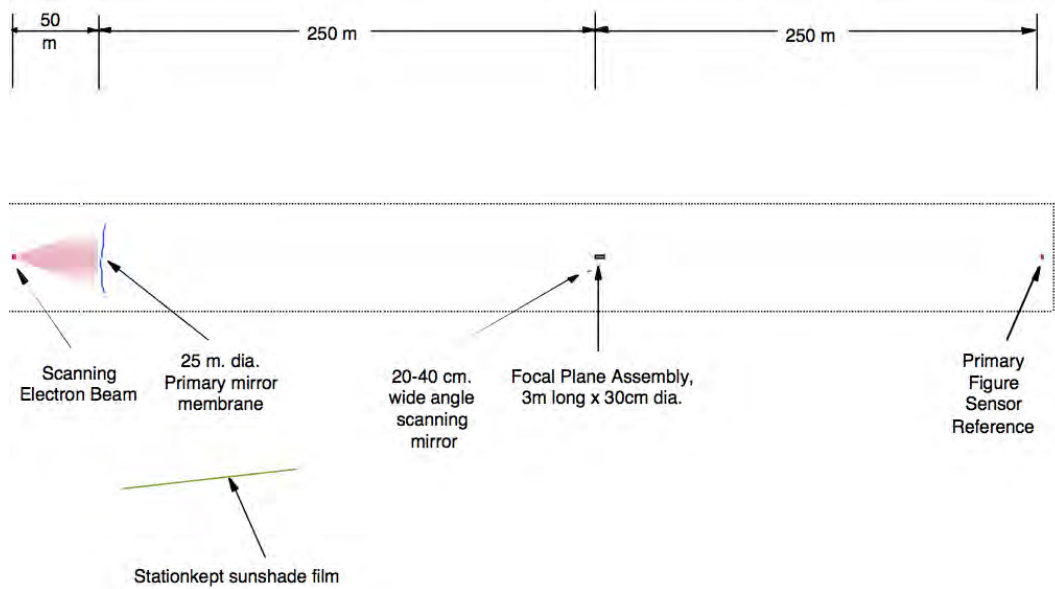 50
m
250 m
250 m
Scanning
Electron Beam
25 m. dia.
Primary mirror
membrane
20-40 cm.
wide angle
scanning
mirror
Focal Plane Assembly,
3m long x 30cm dia.
Primary
Figure
Sensor
Reference
Stationkept sunshade film